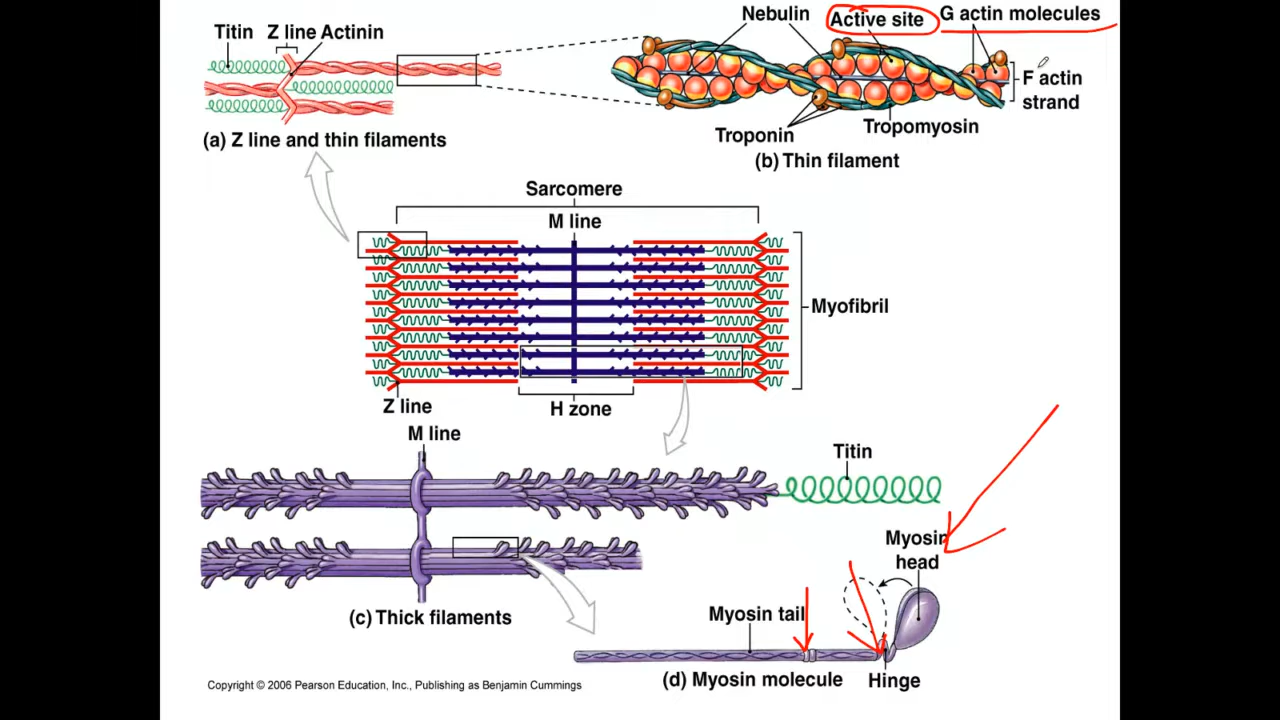 Titin
Z line Actinin
(a) Z line and thin filaments
Nebulin
Active site
G actin molecules
F actin
strand
Troponin
Tropomyosin
(b) Thin filament
Sarcomere
M line
Myofibril
Z line
H zone
M line
Titin
(c) Thick filaments
Myosin
head
Myosin tail
(d) Myosin molecule
Hinge
Copyright © 2006 Pearson Education, Inc., Publishing as Benjamin Cummings